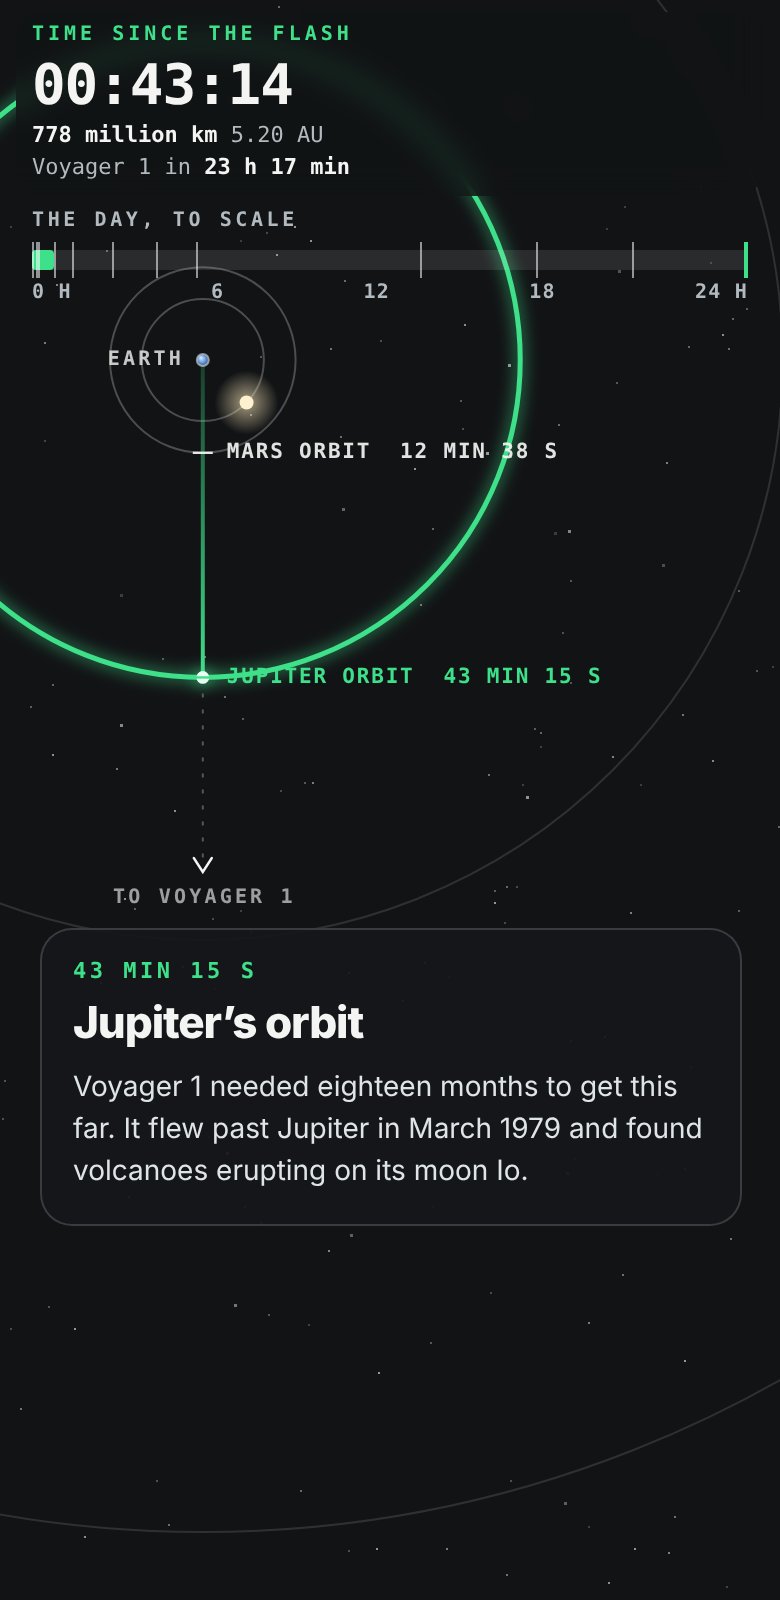 TIME SINCE THE FLASH
00:43:14
778 million km 5.20 AU
Voyager 1 in 23 h 17 min
THE DAY, TO SCALE
0 H 6 12 18 24 H
EARTH
MARS ORBIT 12 MIN 38 S
JUPITER ORBIT 43 MIN 15 S
TO VOYAGER 1
43 MIN 15 S
Jupiter’s orbit
Voyager 1 needed eighteen months to get this
far. It flew past Jupiter in March 1979 and found
volcanoes erupting on its moon Io.